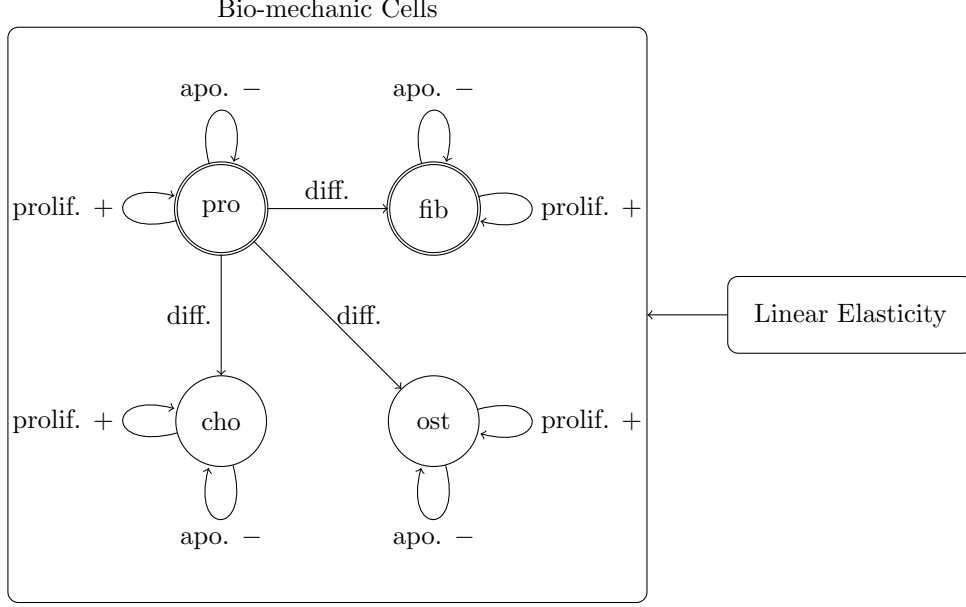 Bio-mechanic Cells
apo. −
apo. −
prolif. +
pro
diff.
fib
prolif. +
diff.
diff.
Linear Elasticity
prolif. +
cho
ost
prolif. +
apo. −
apo. −